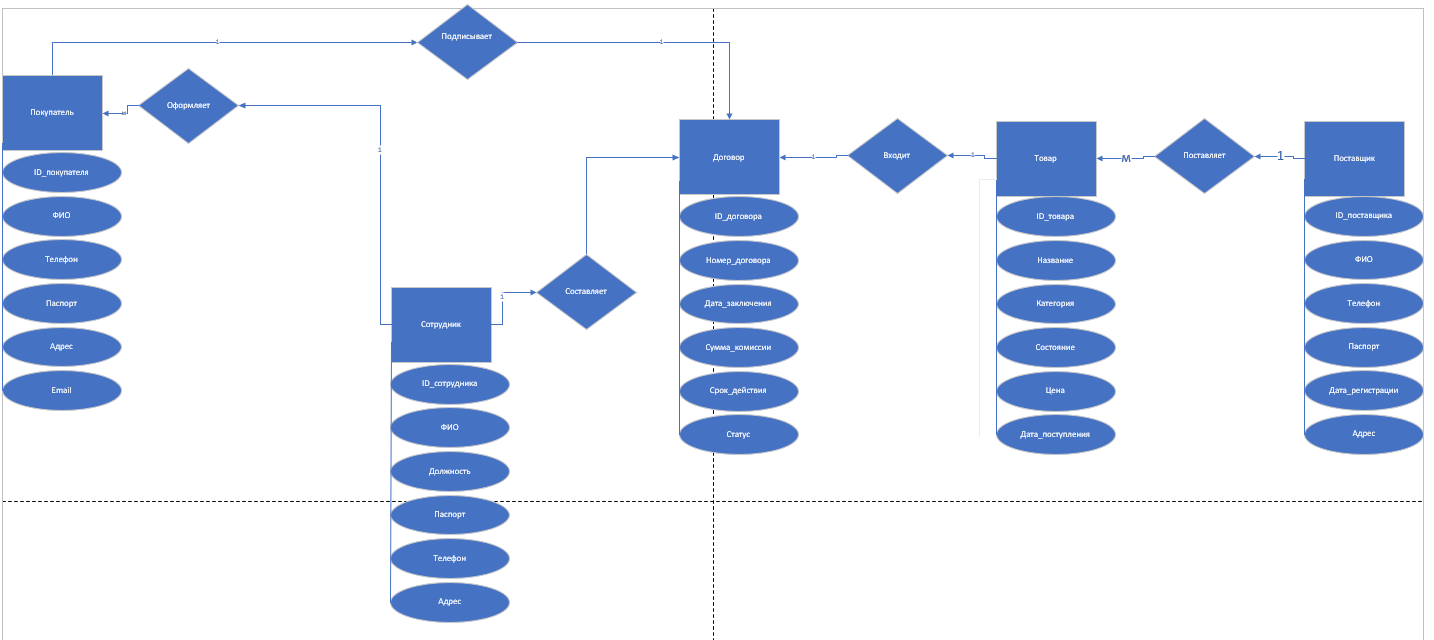 Подписывает
1
1
Покупатель
Оформляет
м
1
ID_покупателя
ФИО
Телефон
Паспорт
Адрес
Email
Сотрудник
1
Составляет
ID_сотрудника
ФИО
Должность
Паспорт
Телефон
Адрес
Договор
1
Входит
1
ID_договора
Номер_договора
Дата_заключения
Сумма_комиссии
Срок_действия
Статус
Товар
М
Поставляет
1
ID_товара
Название
Категория
Состояние
Цена
Дата_поступления
Поставщик
ID_поставщика
ФИО
Телефон
Паспорт
Дата_регистрации
Адрес